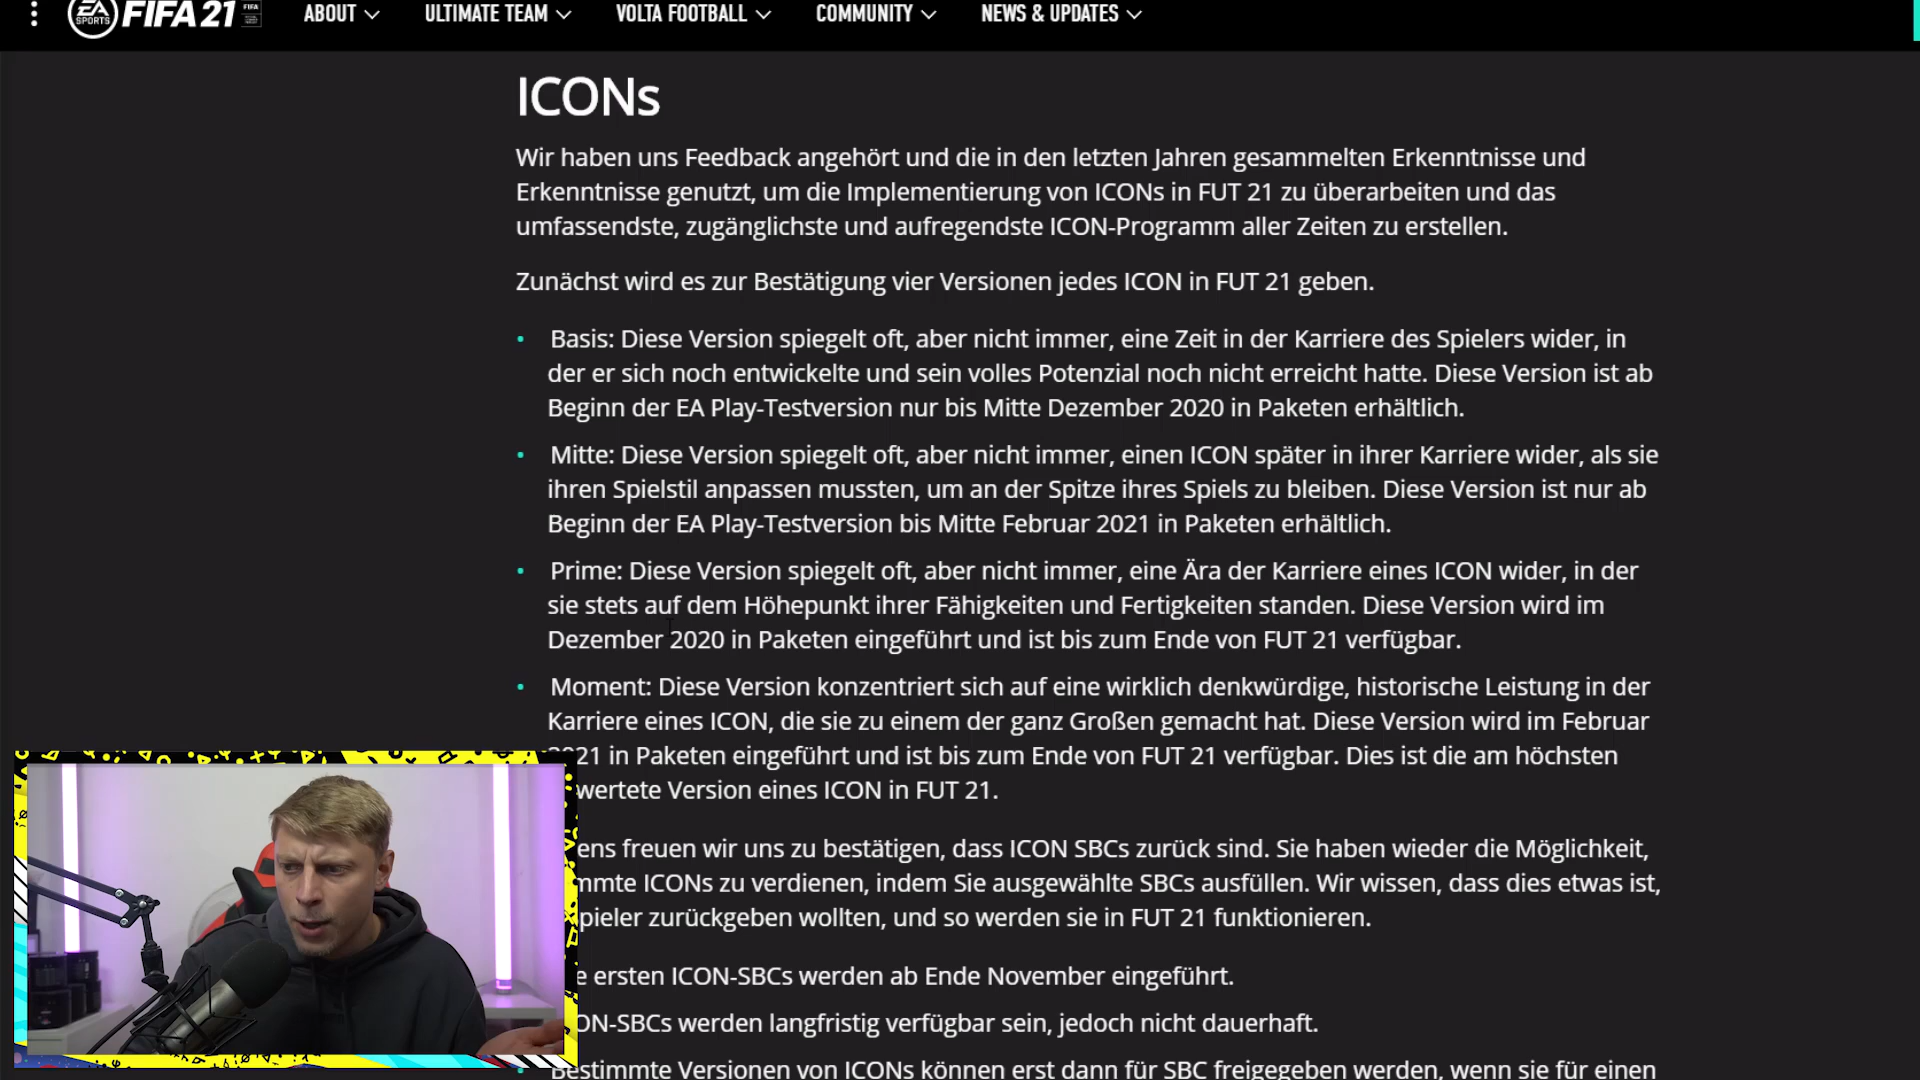 EA SPORTS FIFA 21 FIFA
ABOUT ULTIMATE TEAM VOLTA FOOTBALL COMMUNITY NEWS & UPDATES
ICONs
Wir haben uns Feedback angehört und die in den letzten Jahren gesammelten Erkenntnisse und
Erkenntnisse genutzt, um die Implementierung von ICONs in FUT 21 zu überarbeiten und das
umfassendste, zugänglichste und aufregendste ICON-Programm aller Zeiten zu erstellen.
Zunächst wird es zur Bestätigung vier Versionen jedes ICON in FUT 21 geben.
• Basis: Diese Version spiegelt oft, aber nicht immer, eine Zeit in der Karriere des Spielers wider, in
der er sich noch entwickelte und sein volles Potenzial noch nicht erreicht hatte. Diese Version ist ab
Beginn der EA Play-Testversion nur bis Mitte Dezember 2020 in Paketen erhältlich.
• Mitte: Diese Version spiegelt oft, aber nicht immer, einen ICON später in ihrer Karriere wider, als sie
ihren Spielstil anpassen mussten, um an der Spitze ihres Spiels zu bleiben. Diese Version ist nur ab
Beginn der EA Play-Testversion bis Mitte Februar 2021 in Paketen erhältlich.
• Prime: Diese Version spiegelt oft, aber nicht immer, eine Ära der Karriere eines ICON wider, in der
sie stets auf dem Höhepunkt ihrer Fähigkeiten und Fertigkeiten standen. Diese Version wird im
Dezember 2020 in Paketen eingeführt und ist bis zum Ende von FUT 21 verfügbar.
• Moment: Diese Version konzentriert sich auf eine wirklich denkwürdige, historische Leistung in der
Karriere eines ICON, die sie zu einem der ganz Großen gemacht hat. Diese Version wird im Februar
2021 in Paketen eingeführt und ist bis zum Ende von FUT 21 verfügbar. Dies ist die am höchsten
wertete Version eines ICON in FUT 21.
ens freuen wir uns zu bestätigen, dass ICON SBCs zurück sind. Sie haben wieder die Möglichkeit,
mmte ICONs zu verdienen, indem Sie ausgewählte SBCs ausfüllen. Wir wissen, dass dies etwas ist,
pieler zurückgeben wollten, und so werden sie in FUT 21 funktionieren.
e ersten ICON-SBCs werden ab Ende November eingeführt.
ON-SBCs werden langfristig verfügbar sein, jedoch nicht dauerhaft.
• Bestimmte Versionen von ICONs können erst dann für SBC freigegeben werden, wenn sie für einen